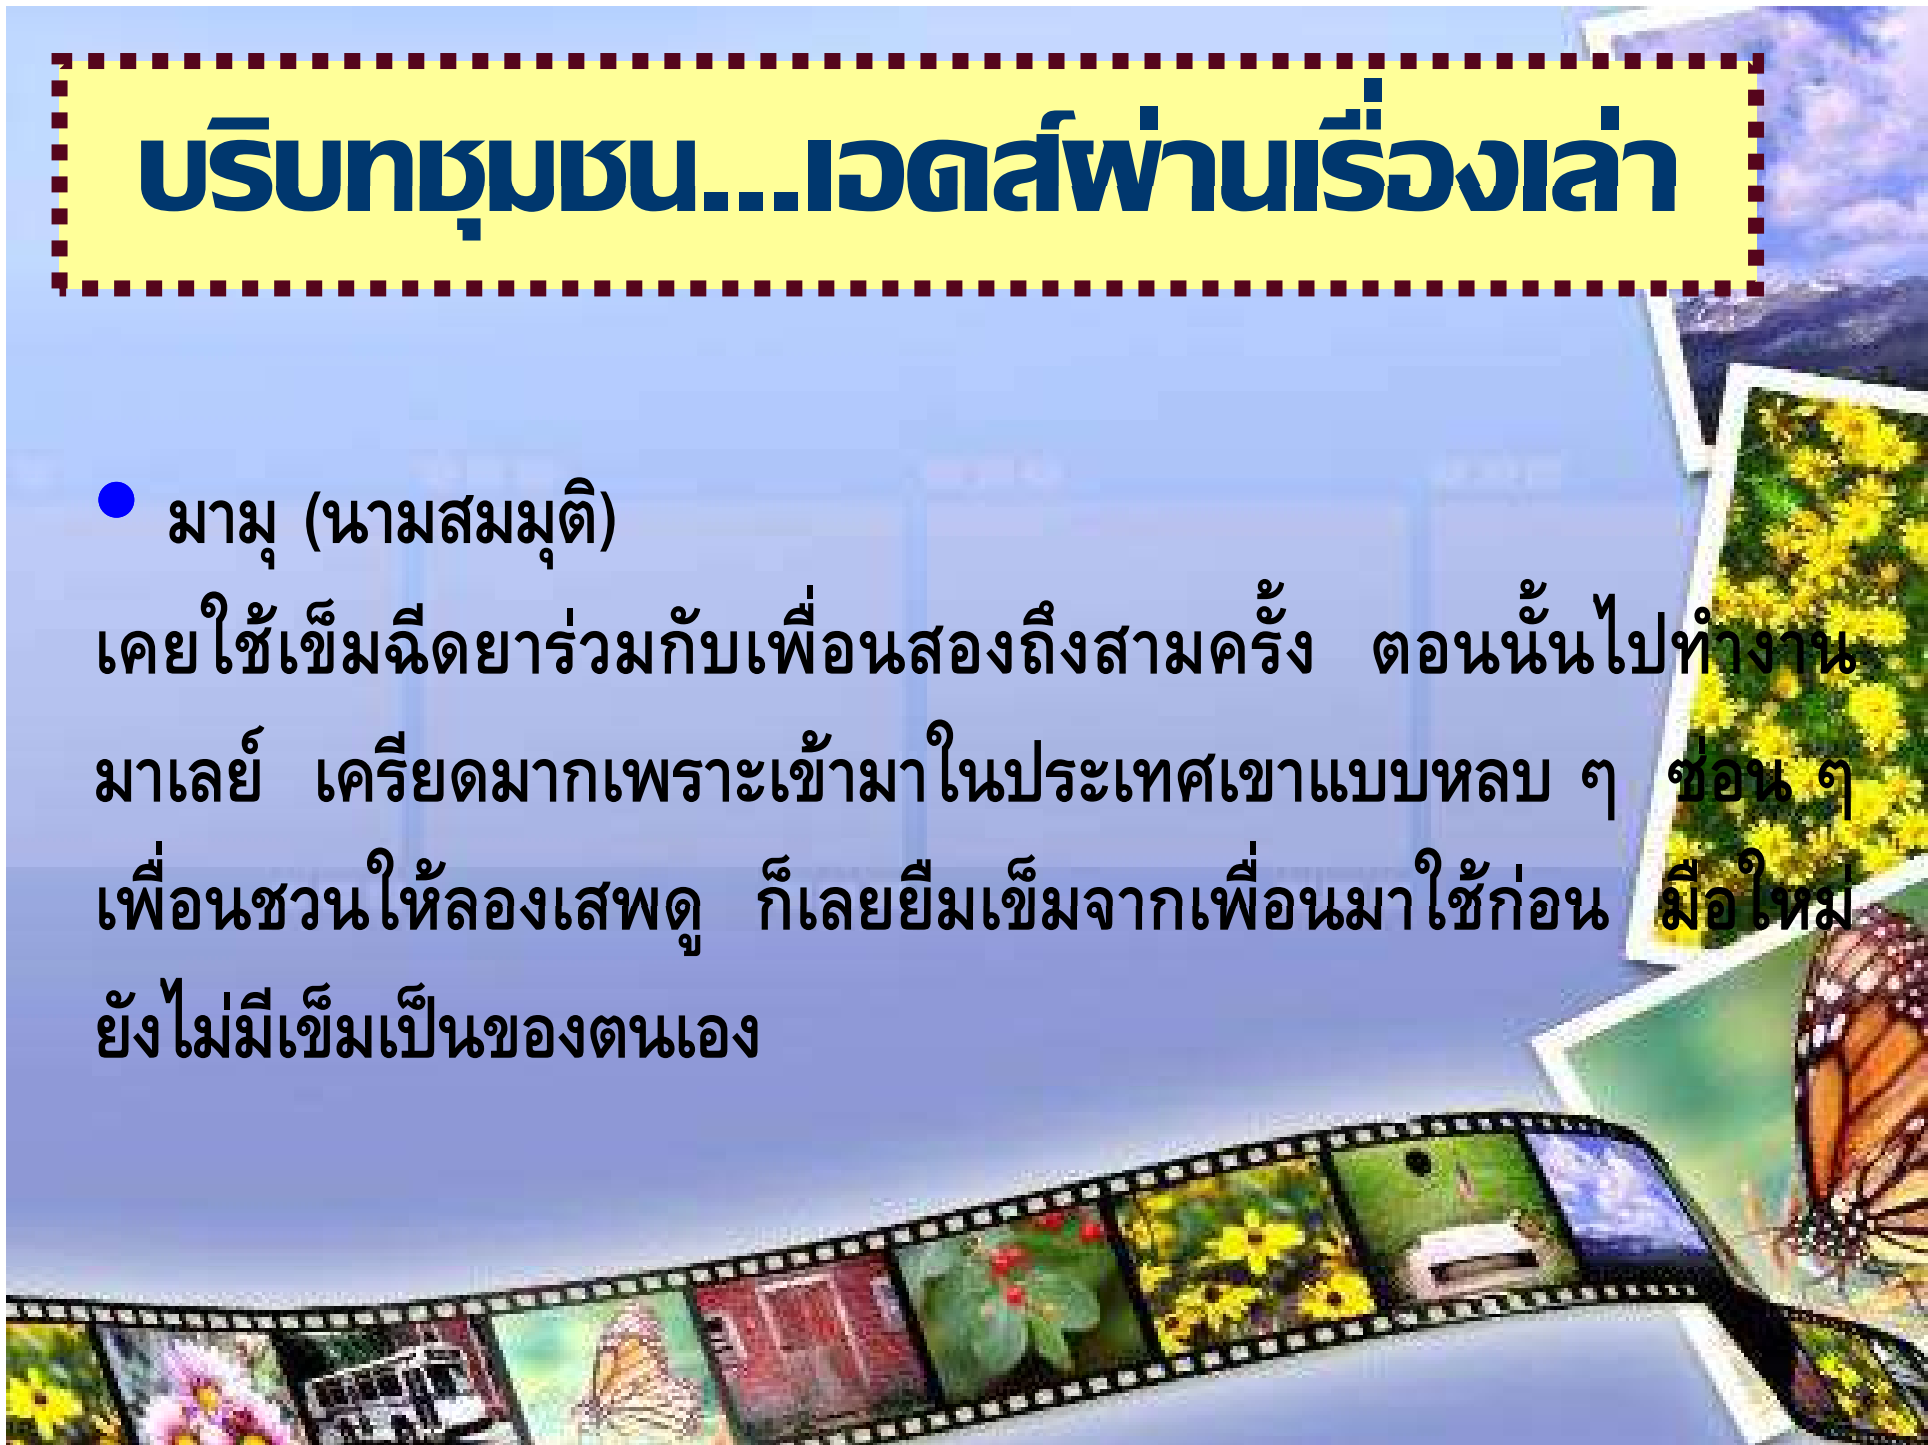 บริบทชุมชน...เอดส์ผ่านเรื่องเล่า
• มามุ (นามสมมุติ)
เคยใช้เข็มฉีดยาร่วมกับเพื่อนสองถึงสามครั้ง ตอนนั้นไปทำงาน
มาเลย์ เครียดมากเพราะเข้ามาในประเทศเขาแบบหลบ ๆ ซ่อน ๆ
เพื่อนชวนให้ลองเสพดู ก็เลยยืมเข็มจากเพื่อนมาใช้ก่อน มือใหม่
ยังไม่มีเข็มเป็นของตนเอง